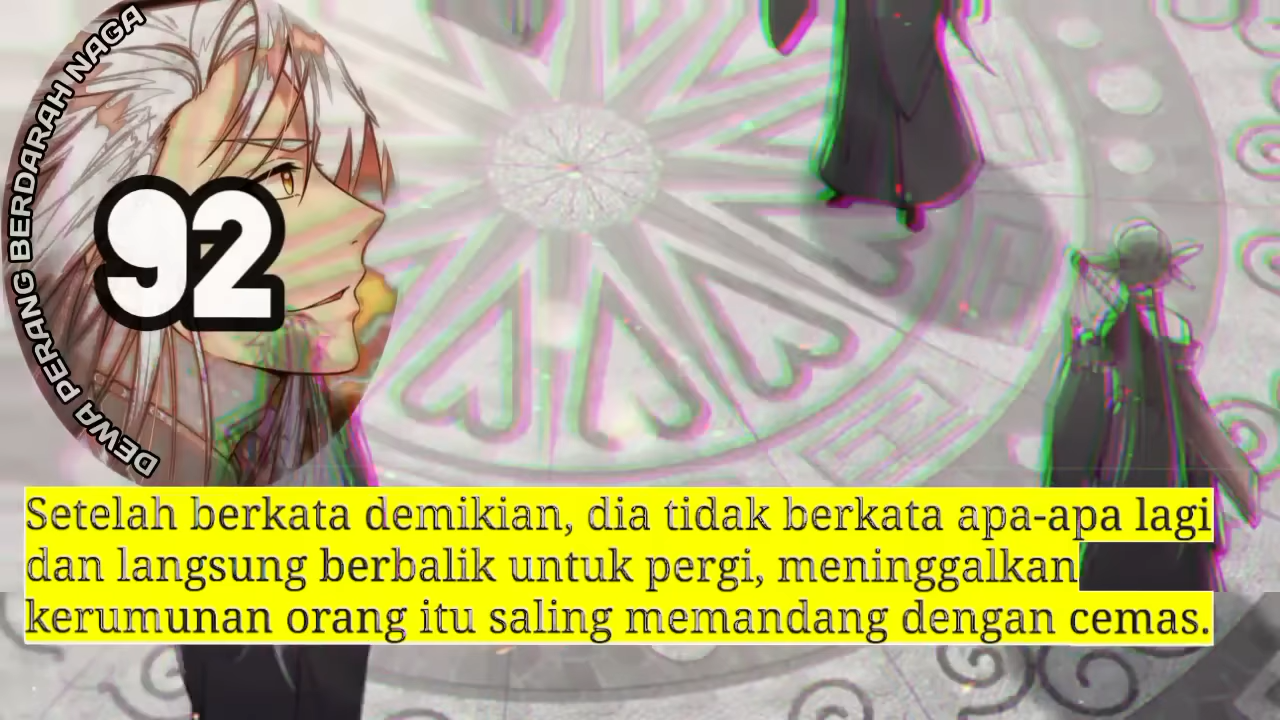 DEWA PERANG BERDARAH NAGA
92
Setelah berkata demikian, dia tidak berkata apa-apa lagi
dan langsung berbalik untuk pergi, meninggalkan
kerumunan orang itu saling memandang dengan cemas.